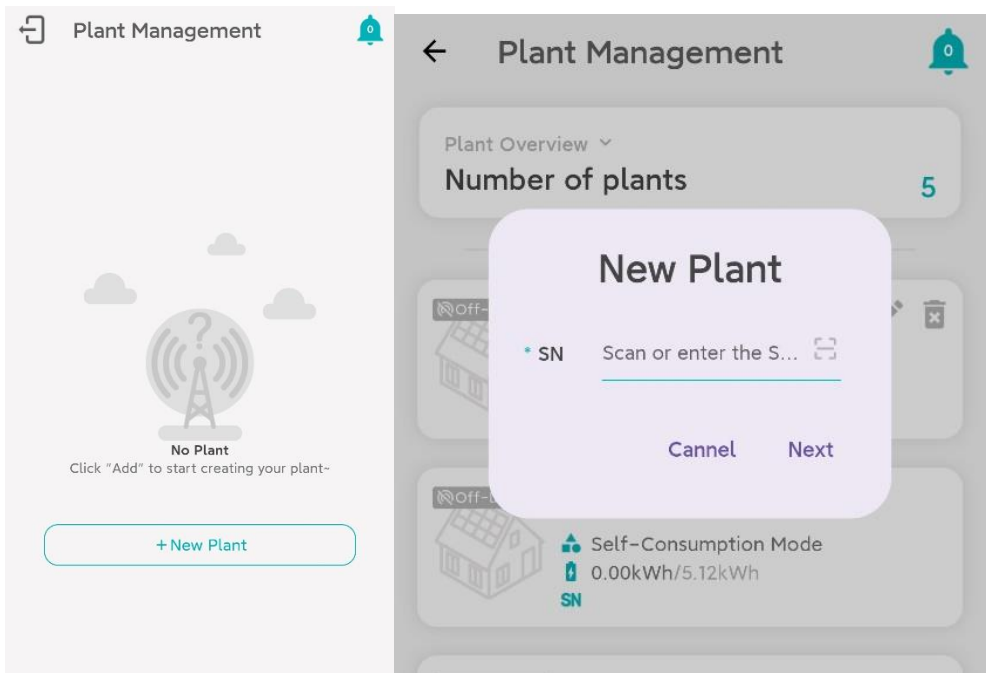 Plant Management
0
No Plant
Click "Add" to start creating your plant~
+New Plant
Plant Management
0
Plant Overview
Number of plants
5
New Plant
* SN
Scan or enter the S...
Cannel
Next
Off-
Off-
Self-Consumption Mode
0.00kWh/5.12kWh
SN